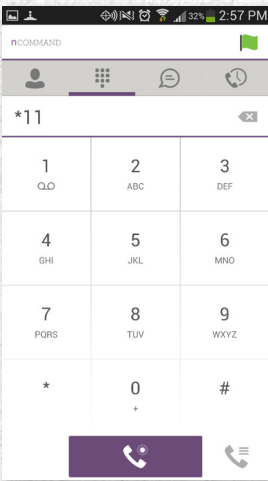 32% 2:57 PM
nCOMMAND
*11
1 2 3
ABC DEF
4 5 6
GHI JKL MNO
7 8 9
PQRS TUV WXYZ
* 0 #
+